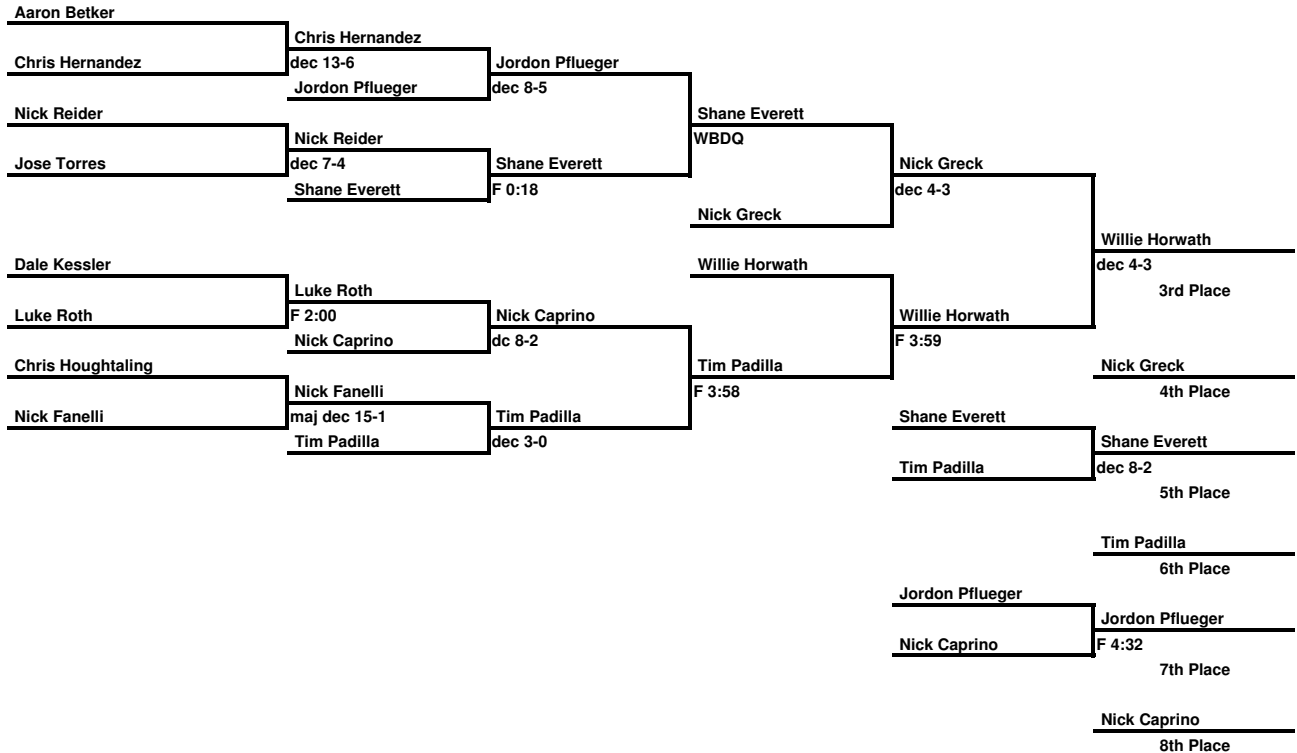 Aaron Betker
Chris Hernandez
Chris Hernandez
dec 13-6
Jordon Pflueger
Jordon Pflueger
dec 8-5
Nick Reider
Shane Everett
Nick Reider
WBDQ
Jose Torres
dec 7-4
Shane Everett
Nick Greck
Shane Everett
F 0:18
dec 4-3
Nick Greck
Willie Horwath
Dale Kessler
Willie Horwath
dec 4-3
Luke Roth
3rd Place
Luke Roth
F 2:00
Nick Caprino
Willie Horwath
Nick Caprino
dc 8-2
F 3:59
Chris Houghtaling
Tim Padilla
Nick Greck
Nick Fanelli
F 3:58
4th Place
Nick Fanelli
maj dec 15-1
Tim Padilla
Shane Everett
Tim Padilla
dec 3-0
Shane Everett
Tim Padilla
dec 8-2
5th Place
Tim Padilla
6th Place
Jordon Pflueger
Jordon Pflueger
Nick Caprino
F 4:32
7th Place
Nick Caprino
8th Place